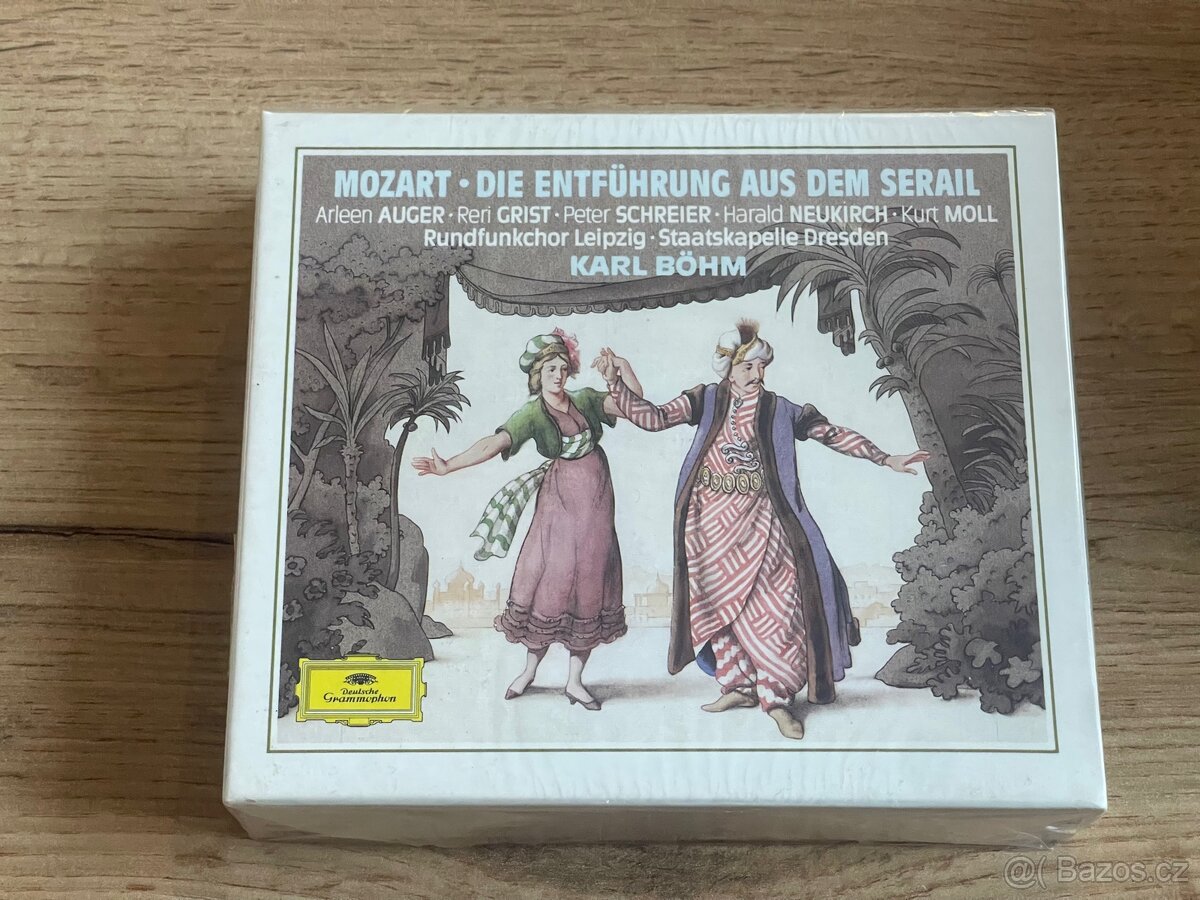 MOZART · DIE ENTFÜHRUNG AUS DEM SERAIL
Arleen AUGER · Reri GRIST · Peter SCHREIER · Harald NEUKIRCH · Kurt MOLL
Rundfunkchor Leipzig · Staatskapelle Dresden
KARL BÖHM
Deutsche
Grammophon
@( Bazos.cz